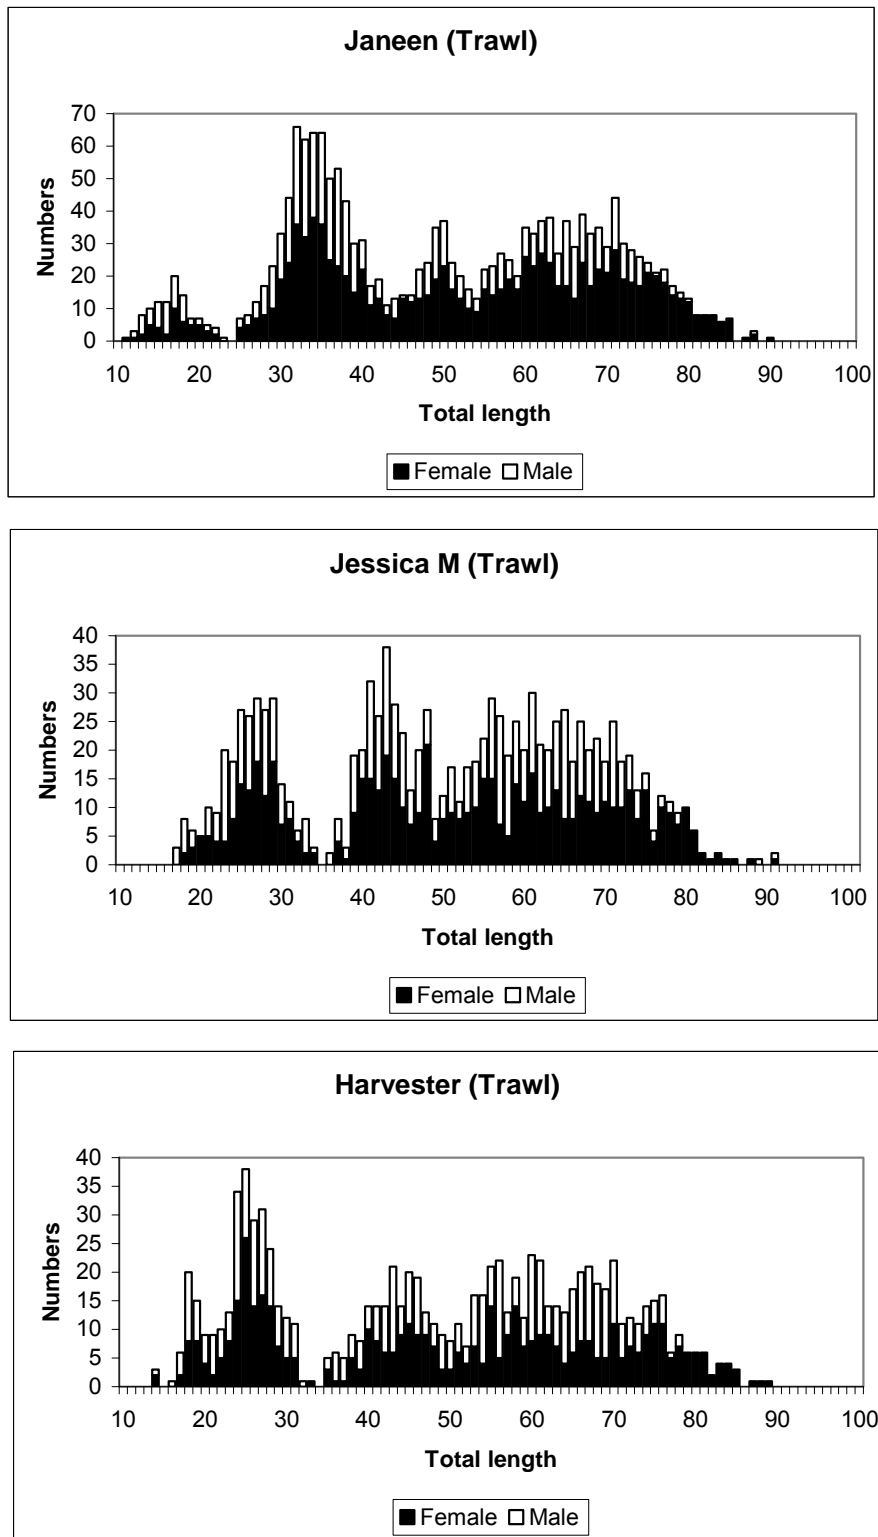 Janeen (Trawl)
70
60
50
40
30
20
10
0
Numbers
10 20 30 40 50 60 70 80 90 100
Total length
Female Male
Jessica M (Trawl)
40
35
30
25
20
15
10
5
0
Numbers
10 20 30 40 50 60 70 80 90 100
Total length
Female Male
Harvester (Trawl)
40
35
30
25
20
15
10
5
0
Numbers
10 20 30 40 50 60 70 80 90 100
Total length
Female Male